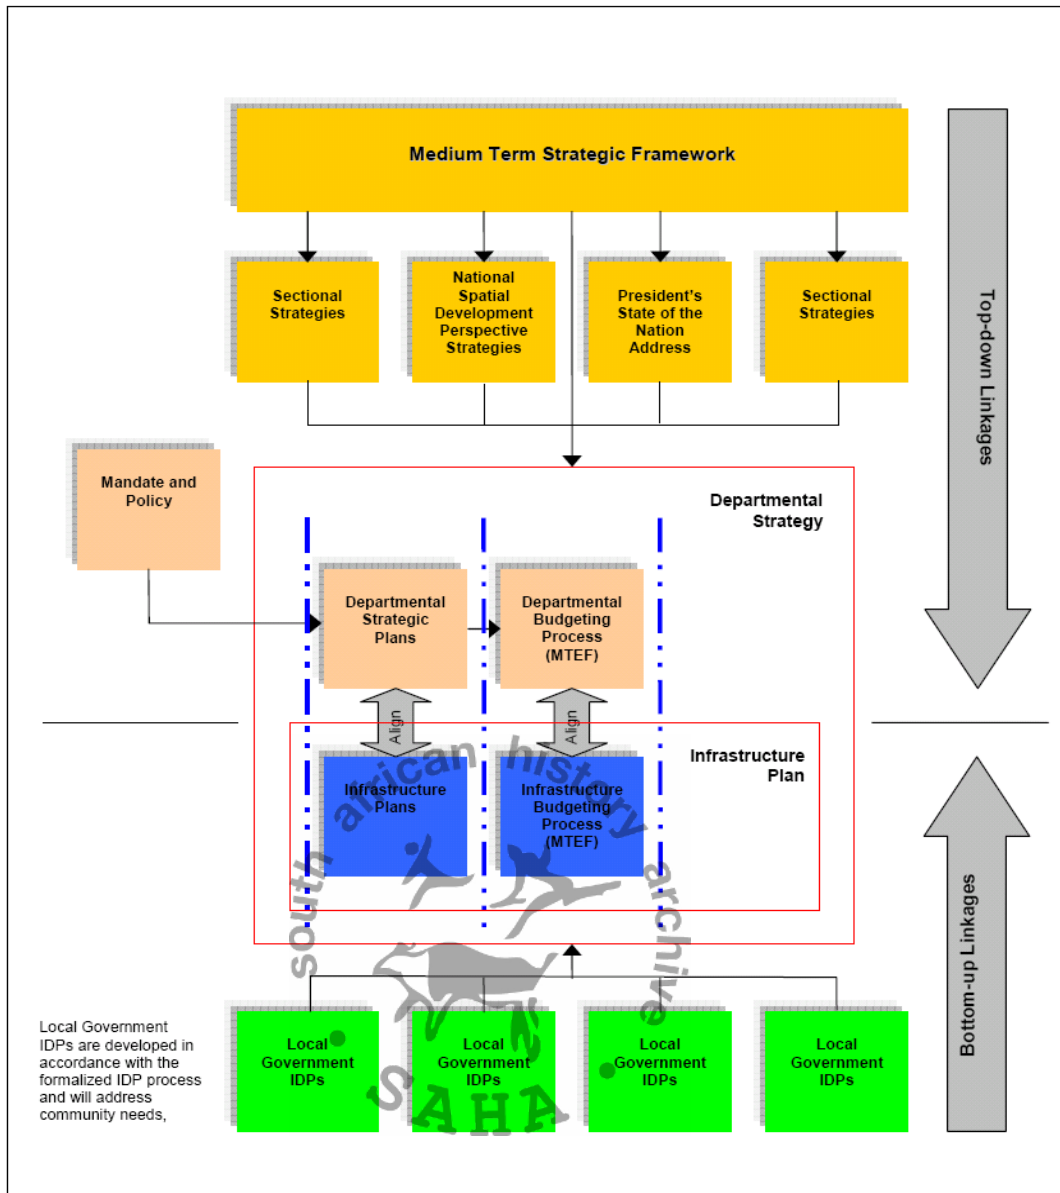 Medium Term Strategic Framework
Sectional
Strategies
National
Spatial
Development
Perspective
Strategies
President's
State of the
Nation
Address
Sectional
Strategies
Top-down Linkages
Mandate and
Policy
Departmental
Strategy
Departmental
Strategic
Plans
Departmental
Budgeting
Process
(MTEF)
Align
Align
Infrastructure
Plan
Infrastructure
Plans
Infrastructure
Budgeting
Process
(MTEF)
south african history archive
SAHA
Bottom-up Linkages
Local Government
IDPs are developed in
accordance with the
formalized IDP process
and will address
community needs,
Local
Government
IDPs
Local
Government
IDPs
Local
Government
IDPs
Local
Government
IDPs